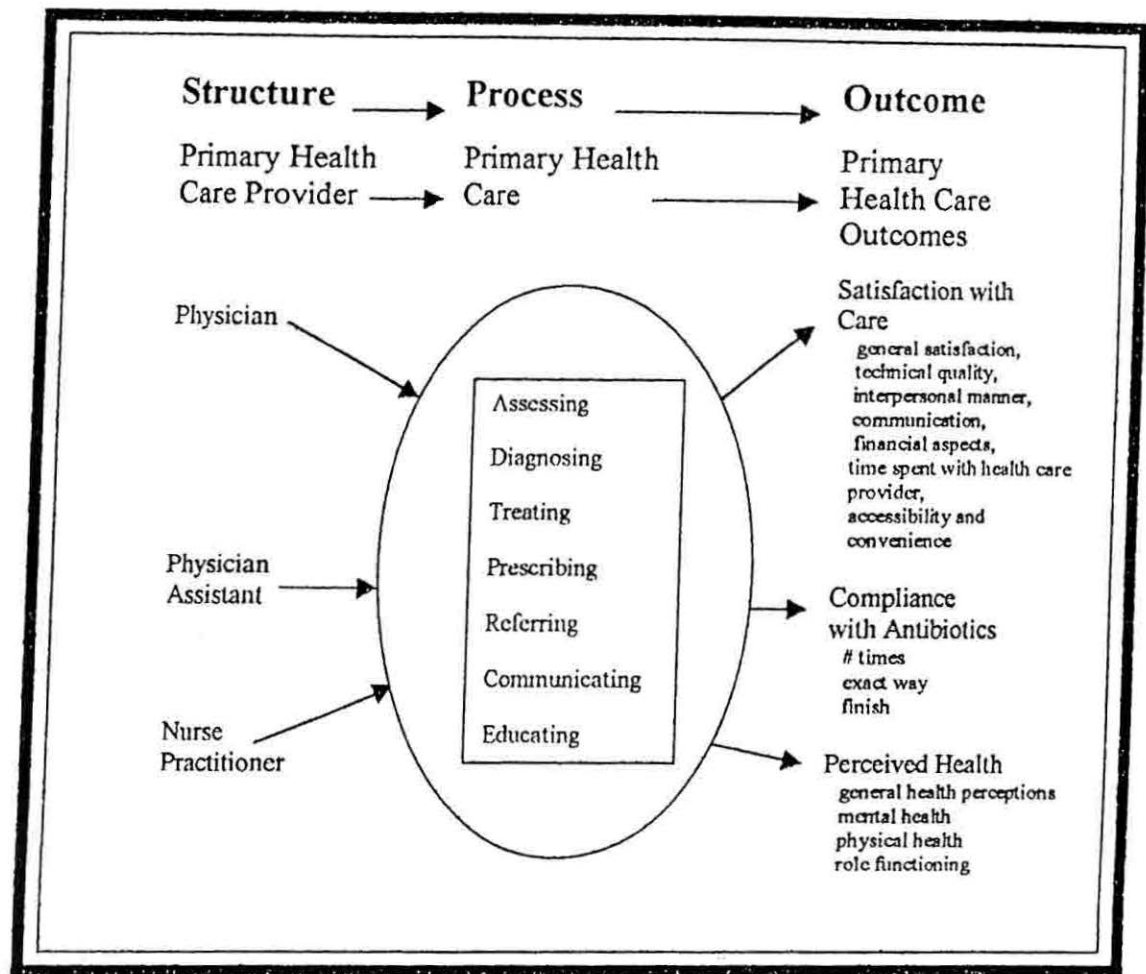 Structure Process Outcome
Primary Health
Care Provider
Primary Health
Care
Primary
Health Care
Outcomes
Physician
Physician
Assistant
Nurse
Practitioner
Assessing
Diagnosing
Treating
Prescribing
Referring
Communicating
Educating
Satisfaction with
Care
general satisfaction,
technical quality,
interpersonal manner,
communication,
financial aspects,
time spent with health care
provider,
accessibility and
convenience
Compliance
with Antibiotics
# times
exact way
finish
Perceived Health
general health perceptions
mental health
physical health
role functioning